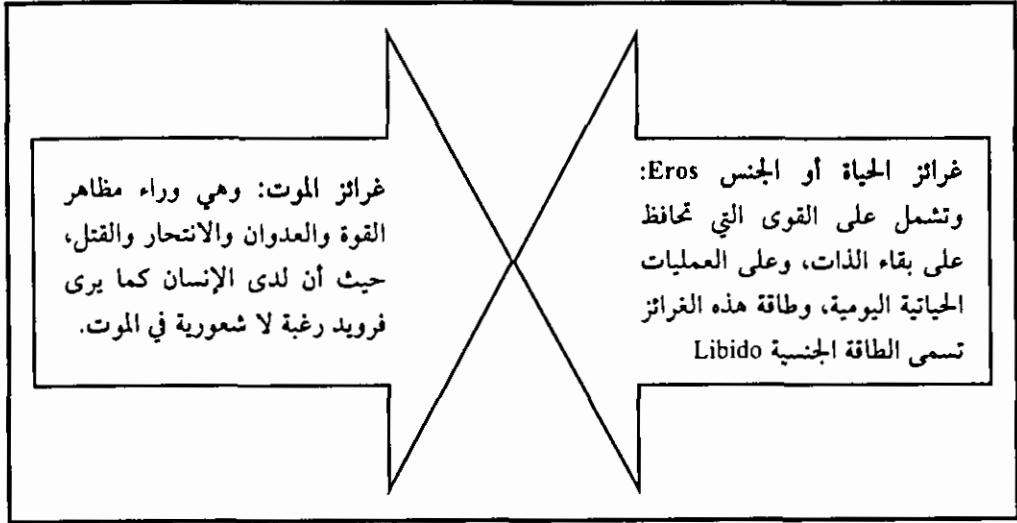 غرائز الحياة أو الجنس Eros:
وتشمل على القوى التي تحافظ
على بقاء الذات، وعلى العمليات
الحياتية اليومية، وطاقة هذه الغرائز
تسمى الطاقة الجنسية Libido
غرائز الموت: وهي وراء مظاهر
القوة والعدوان والانتحار والقتل،
حيث أن لدى الإنسان كما يرى
فرويد رغبة لا شعورية في الموت.